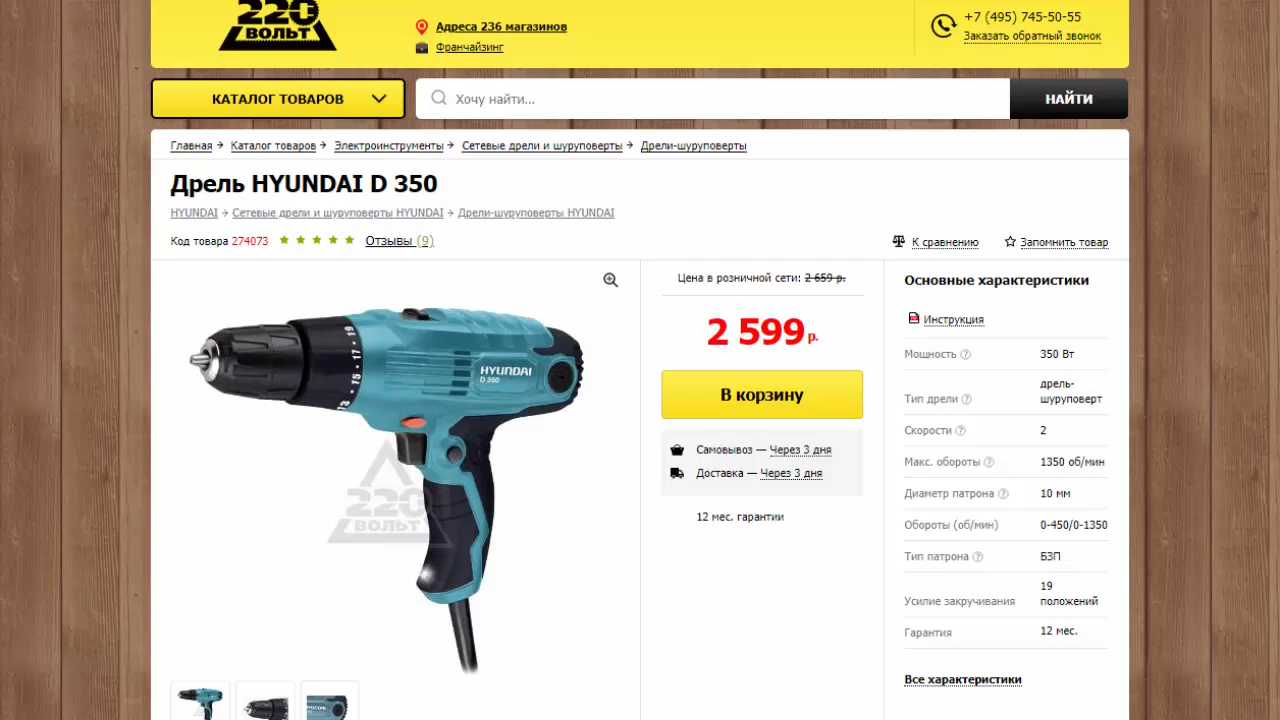 220
ВОЛЬТ
Адреса 236 магазинов
Франчайзинг
+7 (495) 745-50-55
Заказать обратный звонок
КАТАЛОГ ТОВАРОВ
Хочу найти...
НАЙТИ
Главная → Каталог товаров → Электроинструменты → Сетевые дрели и шуруповерты → Дрели-шуруповерты
Дрель HYUNDAI D 350
HYUNDAI → Сетевые дрели и шуруповерты HYUNDAI → Дрели-шуруповерты HYUNDAI
Код товара 274073
Отзывы (9)
К сравнению
Запомнить товар
19
17
15
13
HYUNDAI
D 350
220
ВОЛЬТ
Цена в розничной сети: 2 659 р.
2 599 р.
В корзину
Самовывоз — Через 3 дня
Доставка — Через 3 дня
12 мес. гарантии
Основные характеристики
Инструкция
Мощность ? 350 Вт
Тип дрели ? дрель-
шуруповерт
Скорости ? 2
Макс. обороты ? 1350 об/мин
Диаметр патрона ? 10 мм
Обороты (об/мин) 0-450/0-1350
Тип патрона ? БЗП
Усилие закручивания 19
положений
Гарантия 12 мес.
Все характеристики